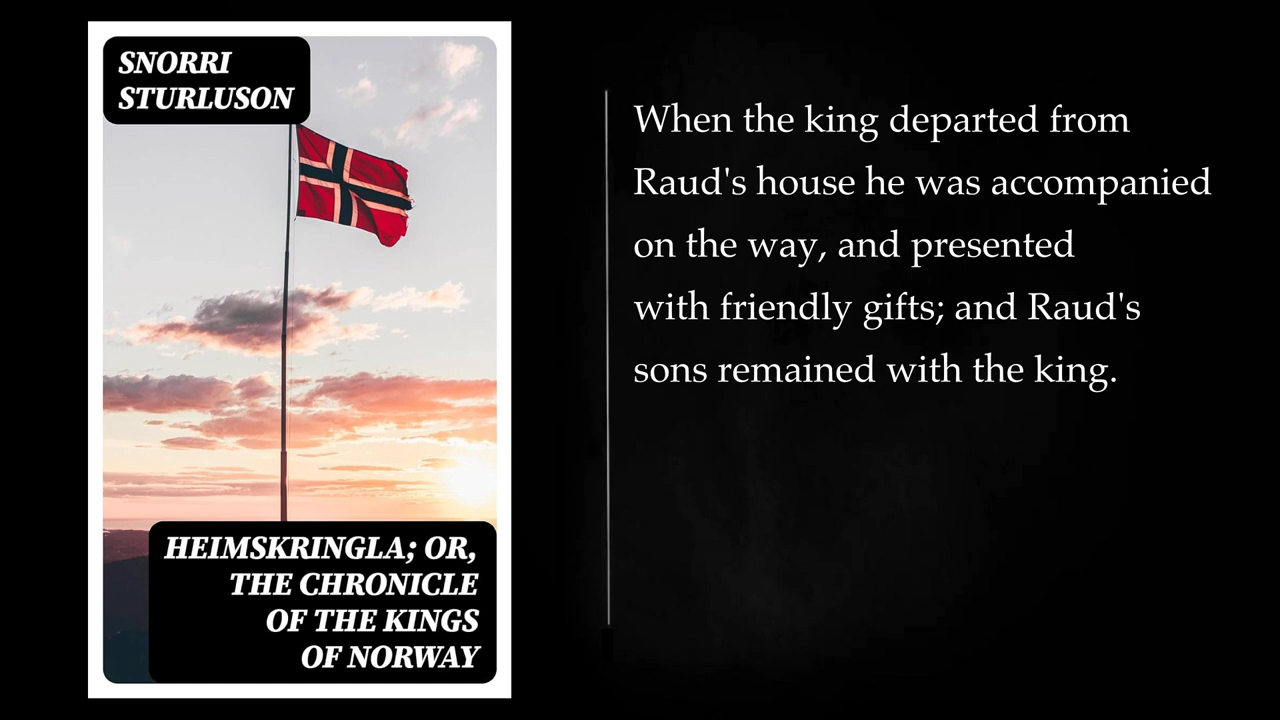 SNORRI
STURLUSON
HEIMSKRINGLA; OR,
THE CHRONICLE
OF THE KINGS
OF NORWAY
When the king departed from
Raud's house he was accompanied
on the way, and presented
with friendly gifts; and Raud's
sons remained with the king.